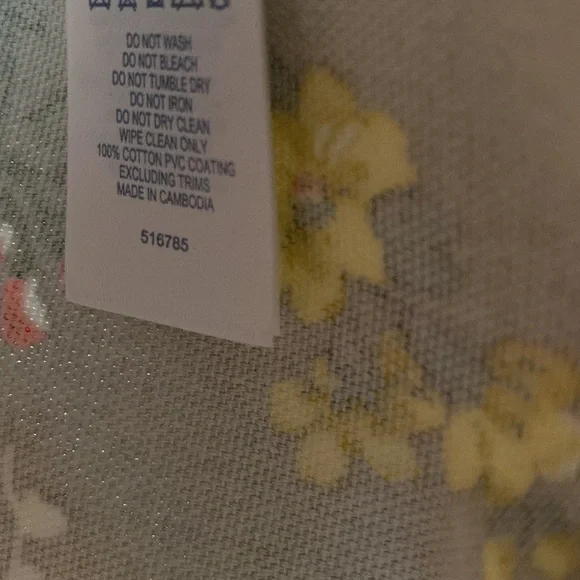 DO NOT WASH
DO NOT BLEACH
DO NOT TUMBLE DRY
DO NOT IRON
DO NOT DRY CLEAN
WIPE CLEAN ONLY
100% COTTON PVC COATING
EXCLUDING TRIMS
MADE IN CAMBODIA
516785